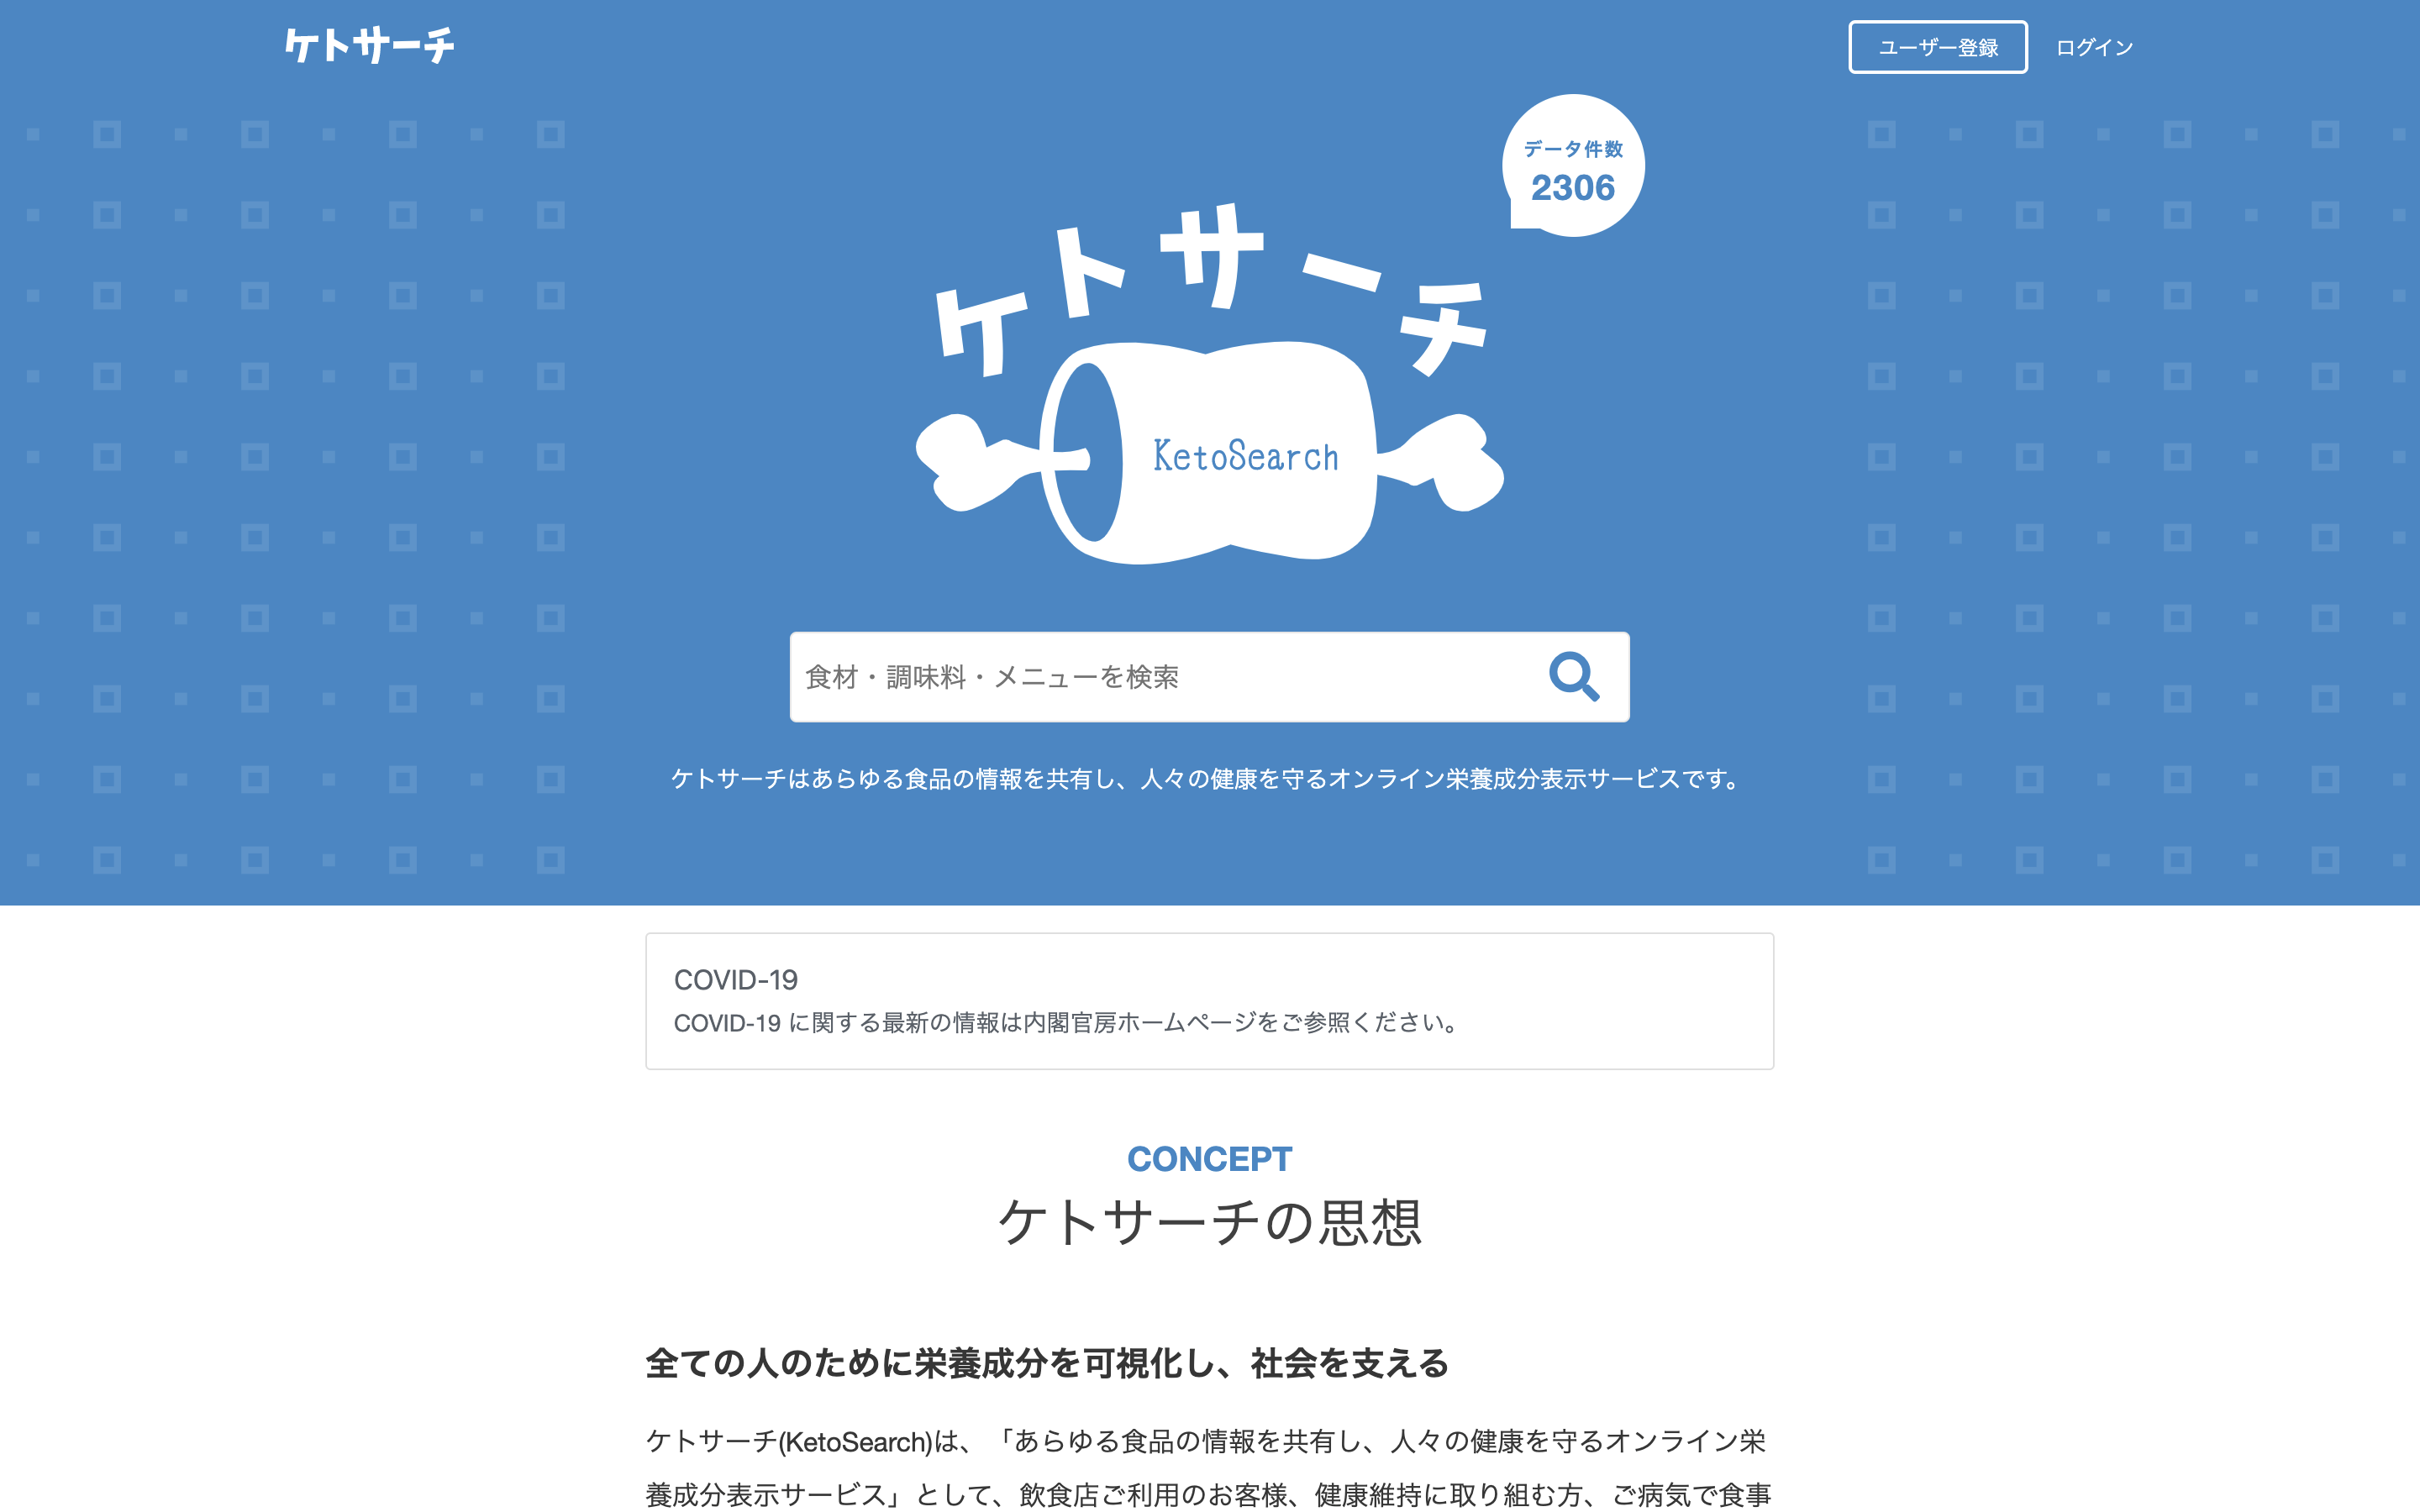 ケトサーチ
ユーザー登録
ログイン
データ件数
2306
ケトサーチ
KetoSearch
食材・調味料・メニューを検索
ケトサーチはあらゆる食品の情報を共有し、人々の健康を守るオンライン栄養成分表示サービスです。
COVID-19
COVID-19 に関する最新の情報は内閣官房ホームページをご参照ください。
CONCEPT
ケトサーチの思想
全ての人のために栄養成分を可視化し、社会を支える
ケトサーチ(KetoSearch)は、「あらゆる食品の情報を共有し、人々の健康を守るオンライン栄
養成分表示サービス」として、飲食店ご利用のお客様、健康維持に取り組む方、ご病気で食事